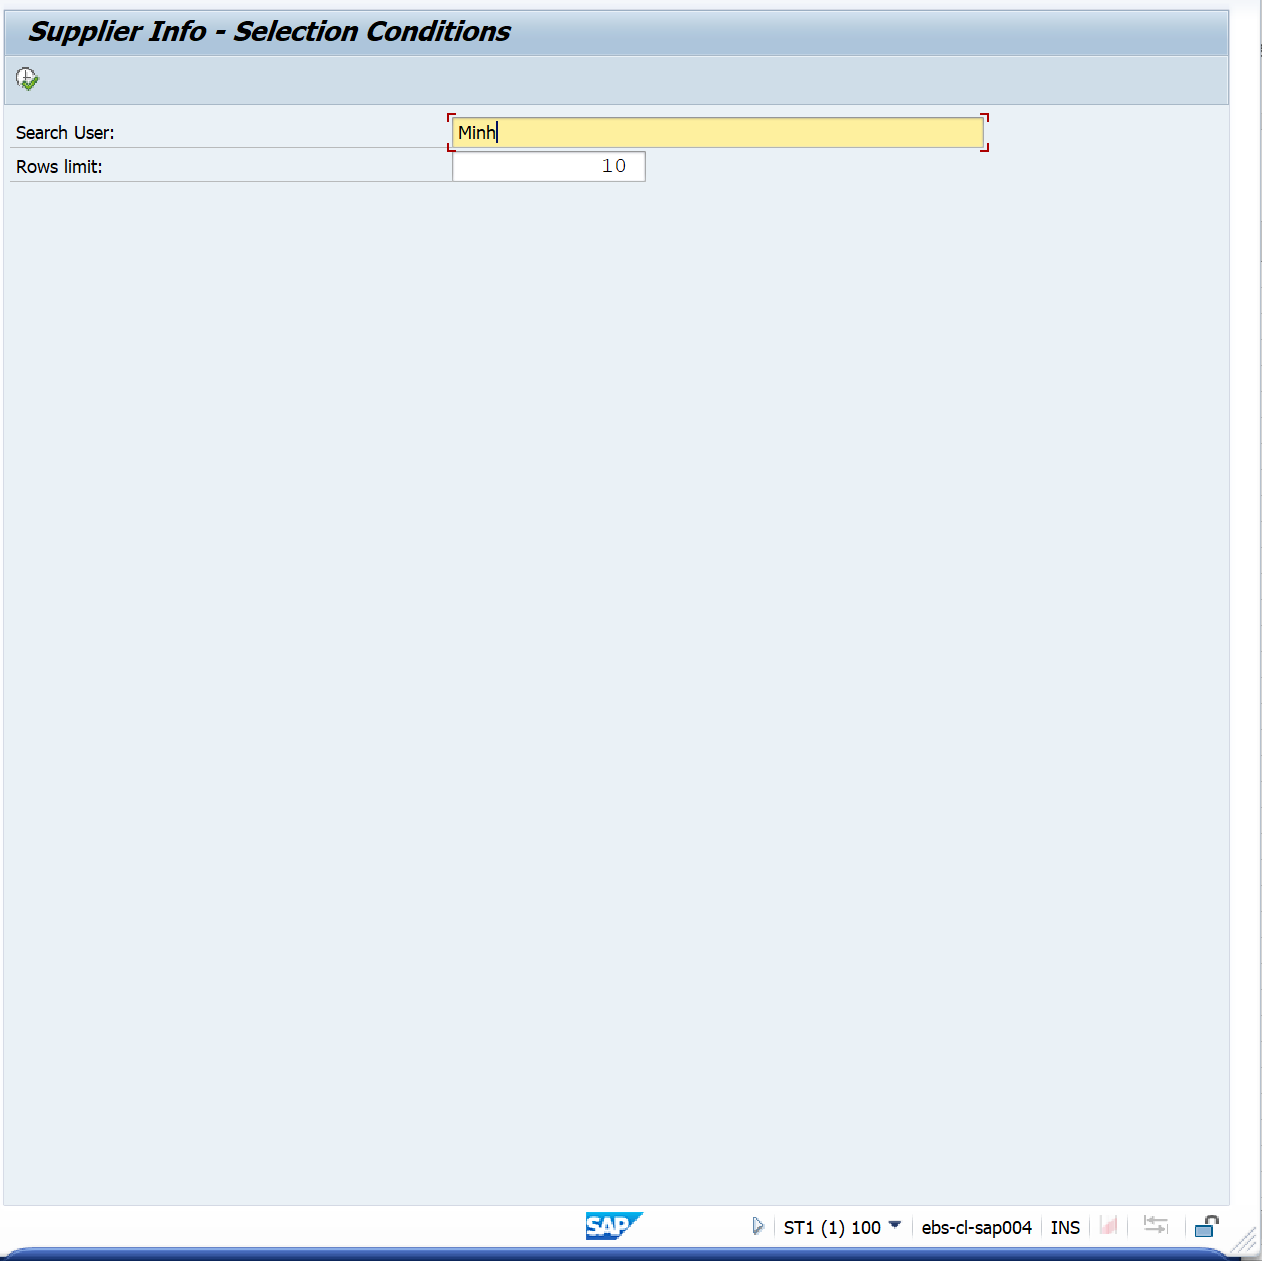 Supplier Info - Selection Conditions
Search User: Minh
Rows limit: 10
SAP ST1 (1) 100 ebs-cl-sap004 INS